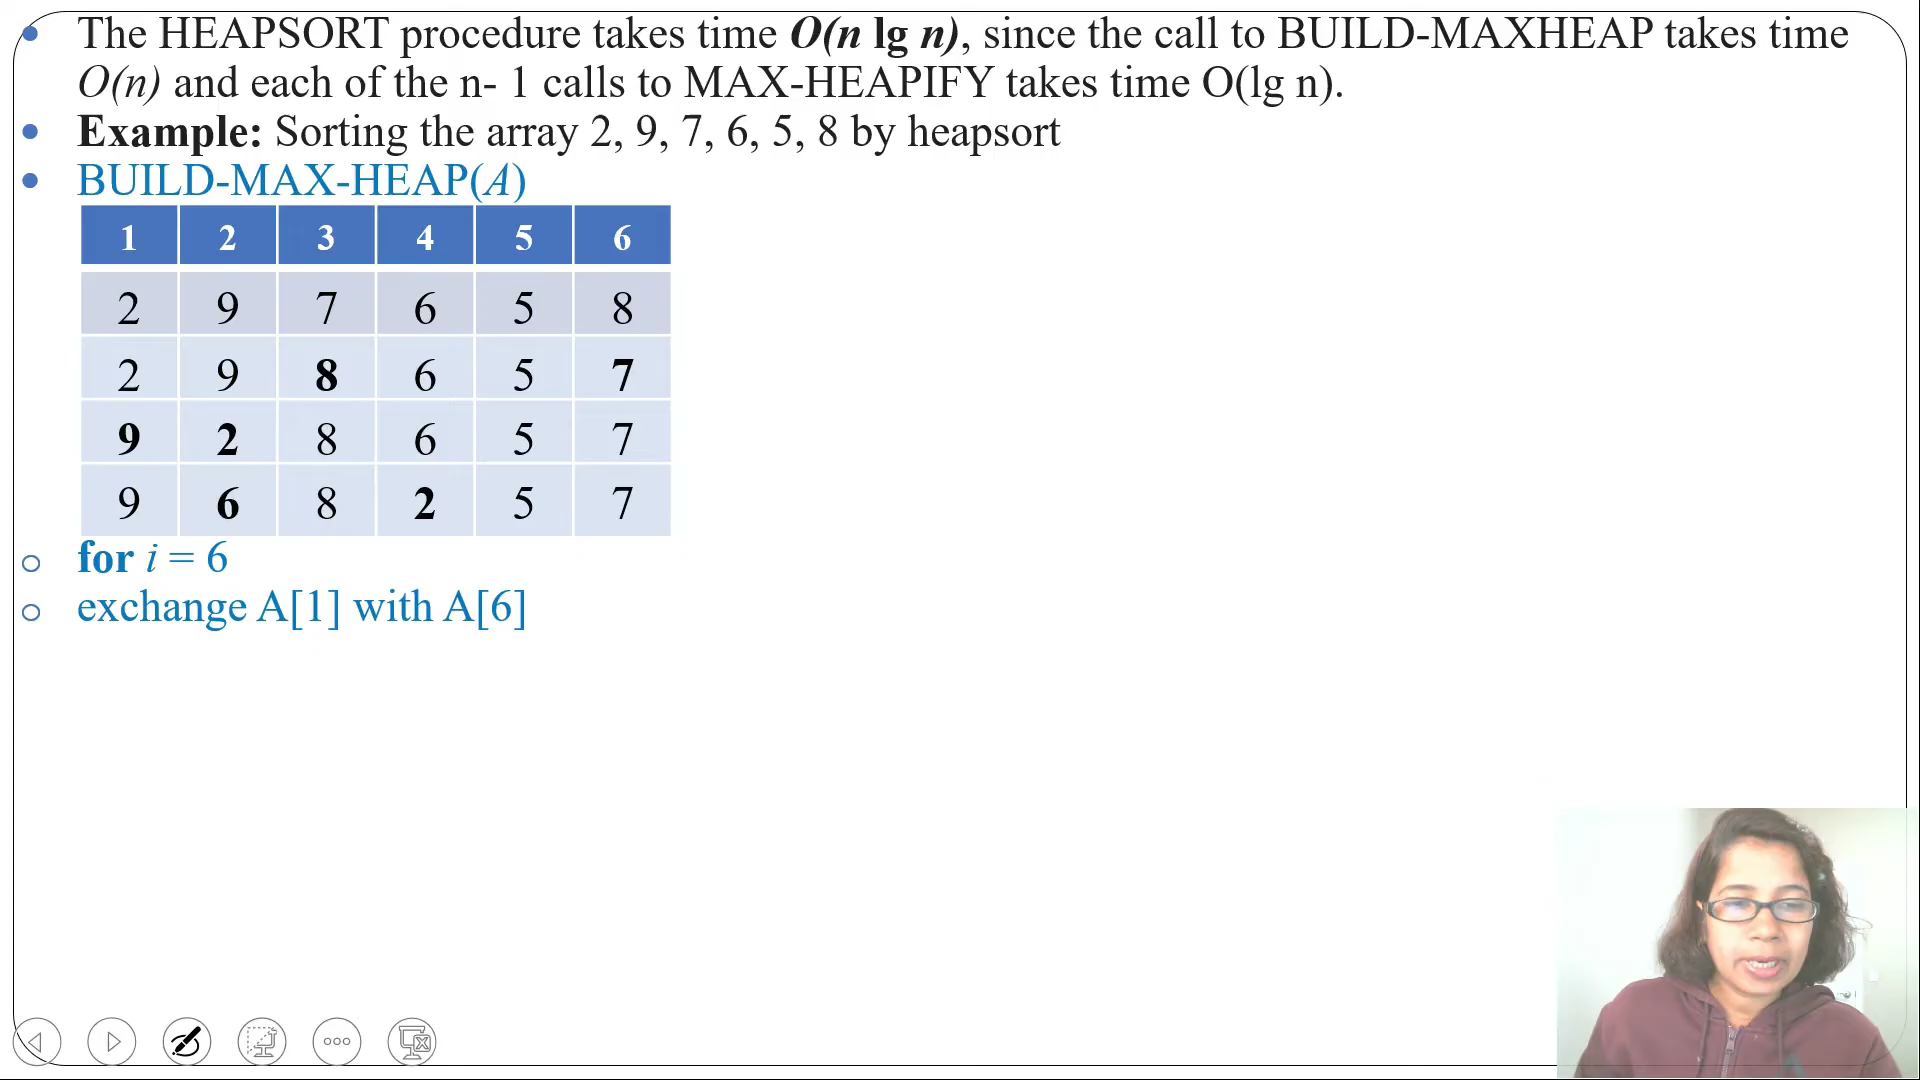 The HEAPSORT procedure takes time O(n lg n), since the call to BUILD-MAXHEAP takes time
O(n) and each of the n- 1 calls to MAX-HEAPIFY takes time O(lg n).
Example: Sorting the array 2, 9, 7, 6, 5, 8 by heapsort
BUILD-MAX-HEAP(A)
1 2 3 4 5 6
2 9 7 6 5 8
2 9 8 6 5 7
9 2 8 6 5 7
9 6 8 2 5 7
for i = 6
exchange A[1] with A[6]